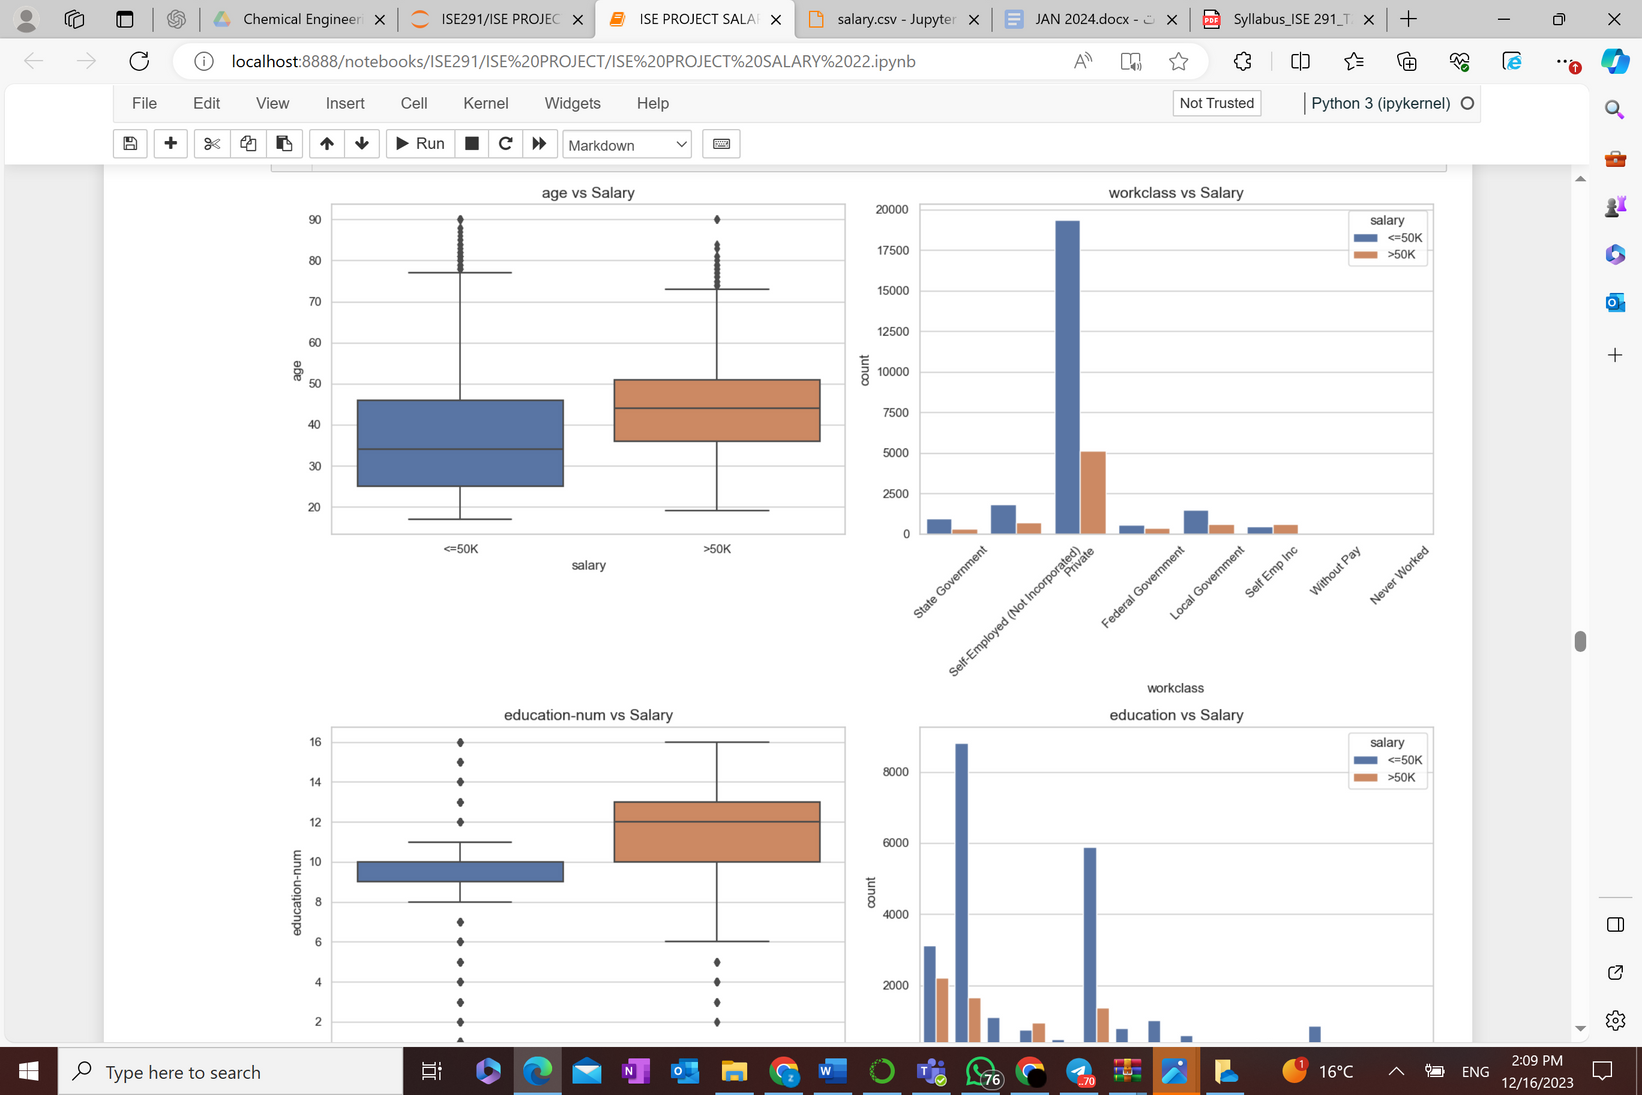 Chemical Engineer
ISE291/ISE PROJEC
ISE PROJECT SALA
salary.csv - Jupyter
JAN 2024.docx -
Syllabus_ISE 291_T
localhost:8888/notebooks/ISE291/ISE%20PROJECT/ISE%20PROJECT%20SALARY%2022.ipynb
File Edit View Insert Cell Kernel Widgets Help
Not Trusted
Python 3 (ipykernel)
Run
Markdown
age vs Salary
90
80
70
60
50
40
30
20
age
<=50K >50K
salary
workclass vs Salary
20000
17500
15000
12500
10000
7500
5000
2500
0
count
salary
<=50K
>50K
State Government
Self-Employed (Not Incorporated)
Private
Federal Government
Local Government
Self Emp Inc
Without Pay
Never Worked
workclass
education-num vs Salary
16
14
12
10
8
6
4
2
education-num
education vs Salary
8000
6000
4000
2000
count
salary
<=50K
>50K
Type here to search
76
..70
1
16°C
ENG
2:09 PM
12/16/2023